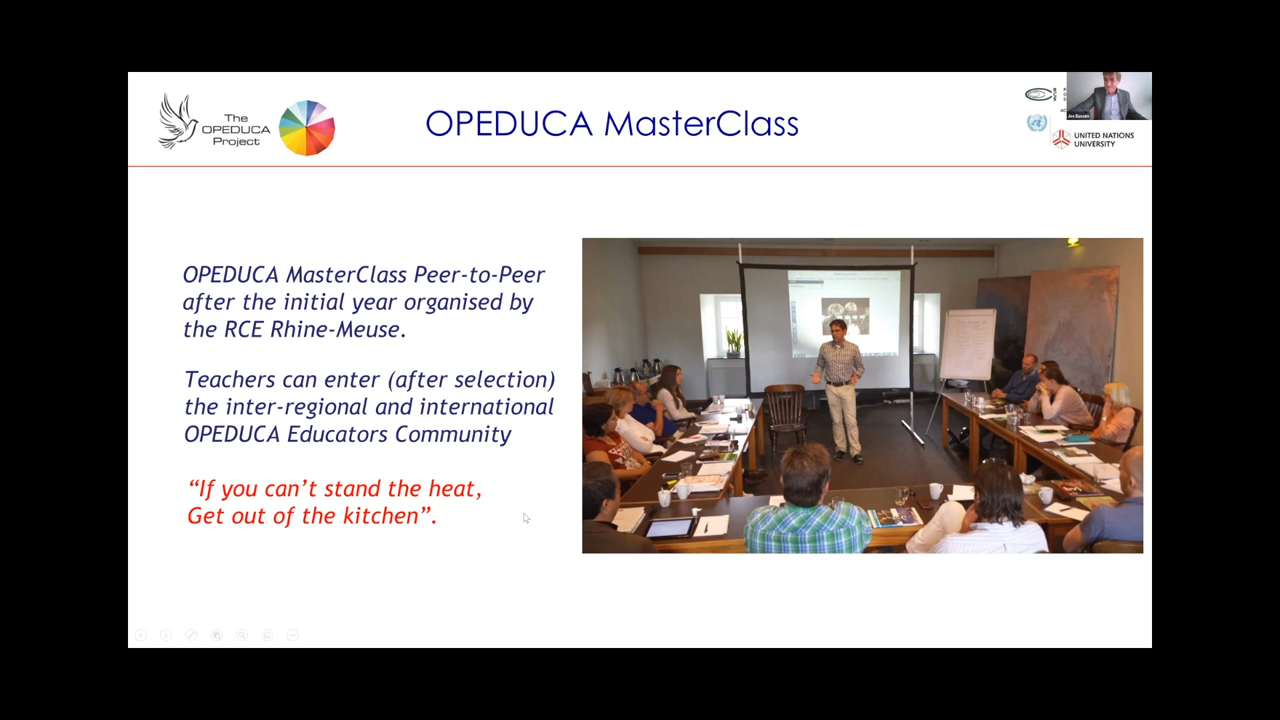 The
OPEDUCA
Project
OPEDUCA MasterClass
UNITED NATIONS
UNIVERSITY
OPEDUCA MasterClass Peer-to-Peer
after the initial year organised by
the RCE Rhine-Meuse.
Teachers can enter (after selection)
the inter-regional and international
OPEDUCA Educators Community
“If you can’t stand the heat,
Get out of the kitchen”.